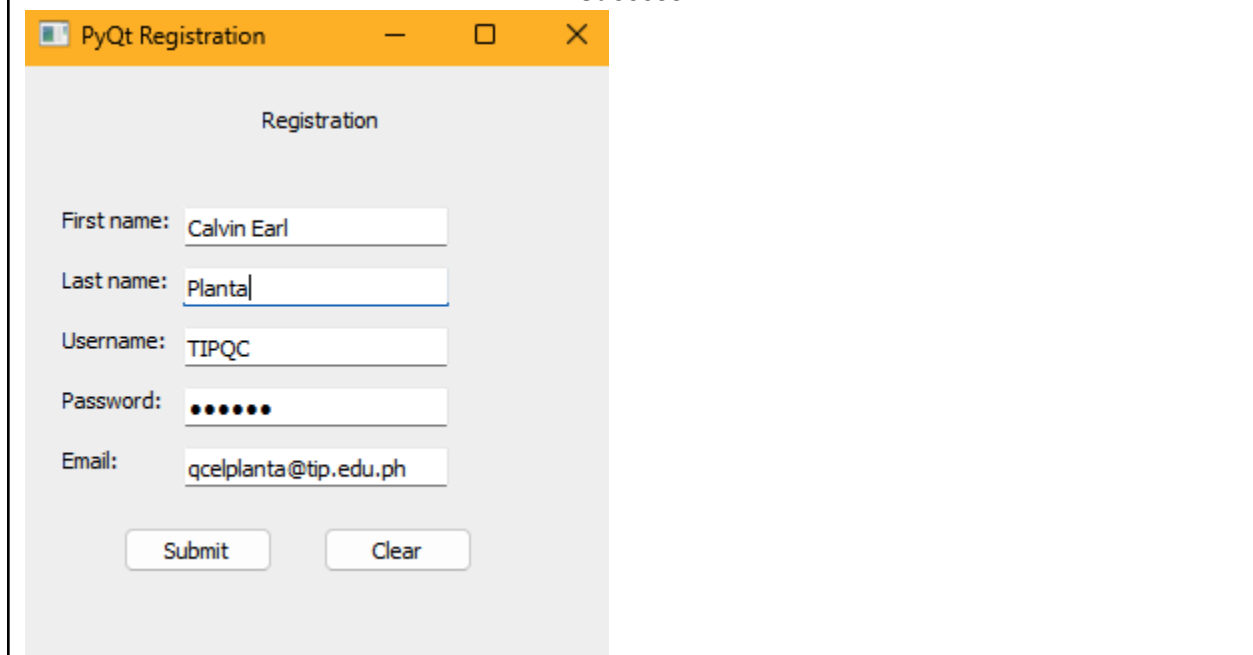 PyQt Registration
Registration
First name: Calvin Earl
Last name: Planta
Username: TIPQC
Password: ●●●●●●
Email: qcelplanta@tip.edu.ph
Submit Clear